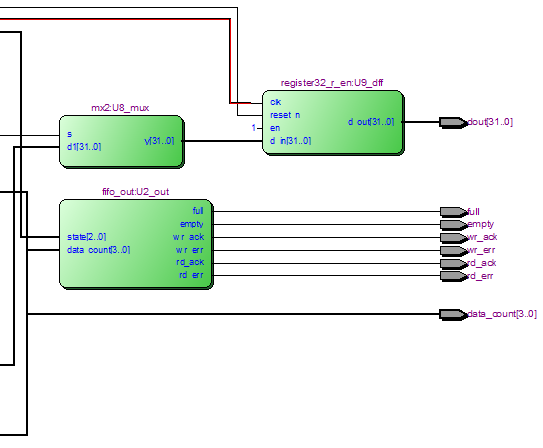 register32_r_en:U9_dff
clk
reset_n
1 en
d_in[31..0]
d_out[31..0]
dout[31..0]
mx2:U8_mux
s
d1[31..0]
y[31..0]
fifo_out:U2_out
state[2..0]
data_count[3..0]
full
empty
wr_ack
wr_err
rd_ack
rd_err
full
empty
wr_ack
wr_err
rd_ack
rd_err
data_count[3..0]